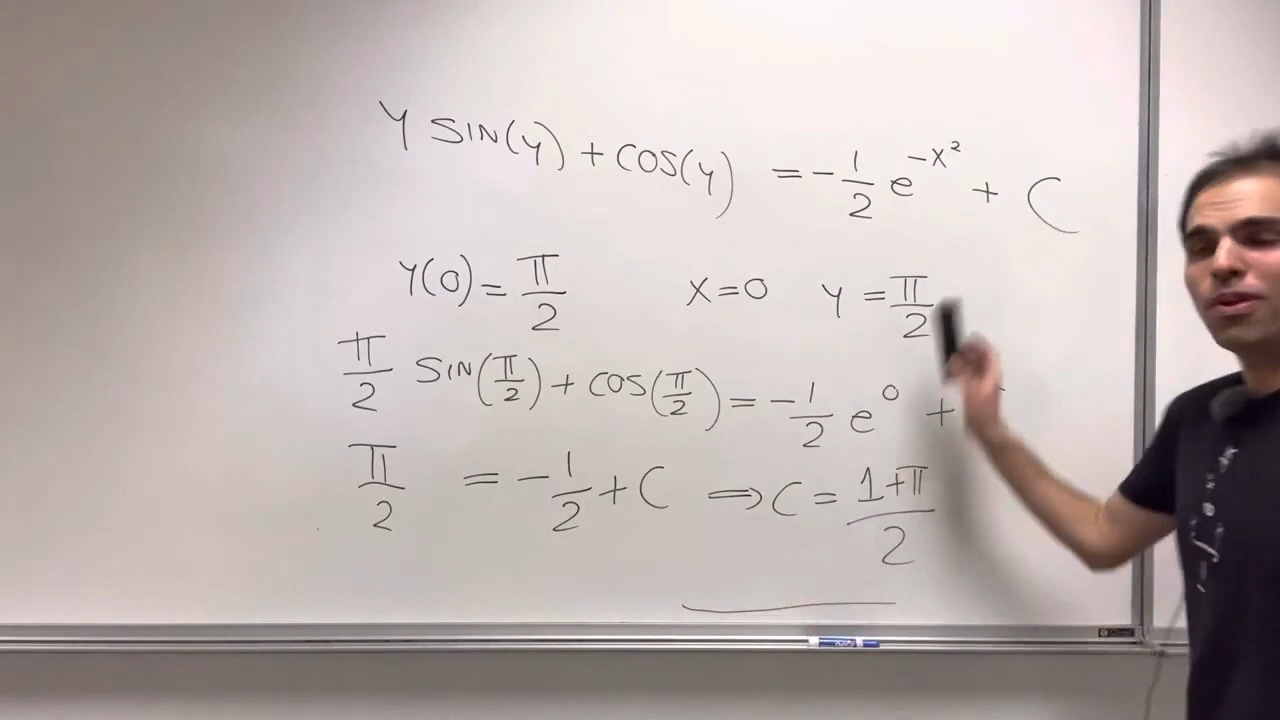 Y SIN(y) + COS(y) = -1/2 e^(-x²) + C
Y(0) = π/2    X=0    y = π/2
π/2 SIN(π/2) + COS(π/2) = -1/2 e^0 +
π/2 = -1/2 + C ⟹ C = (1+π)/2